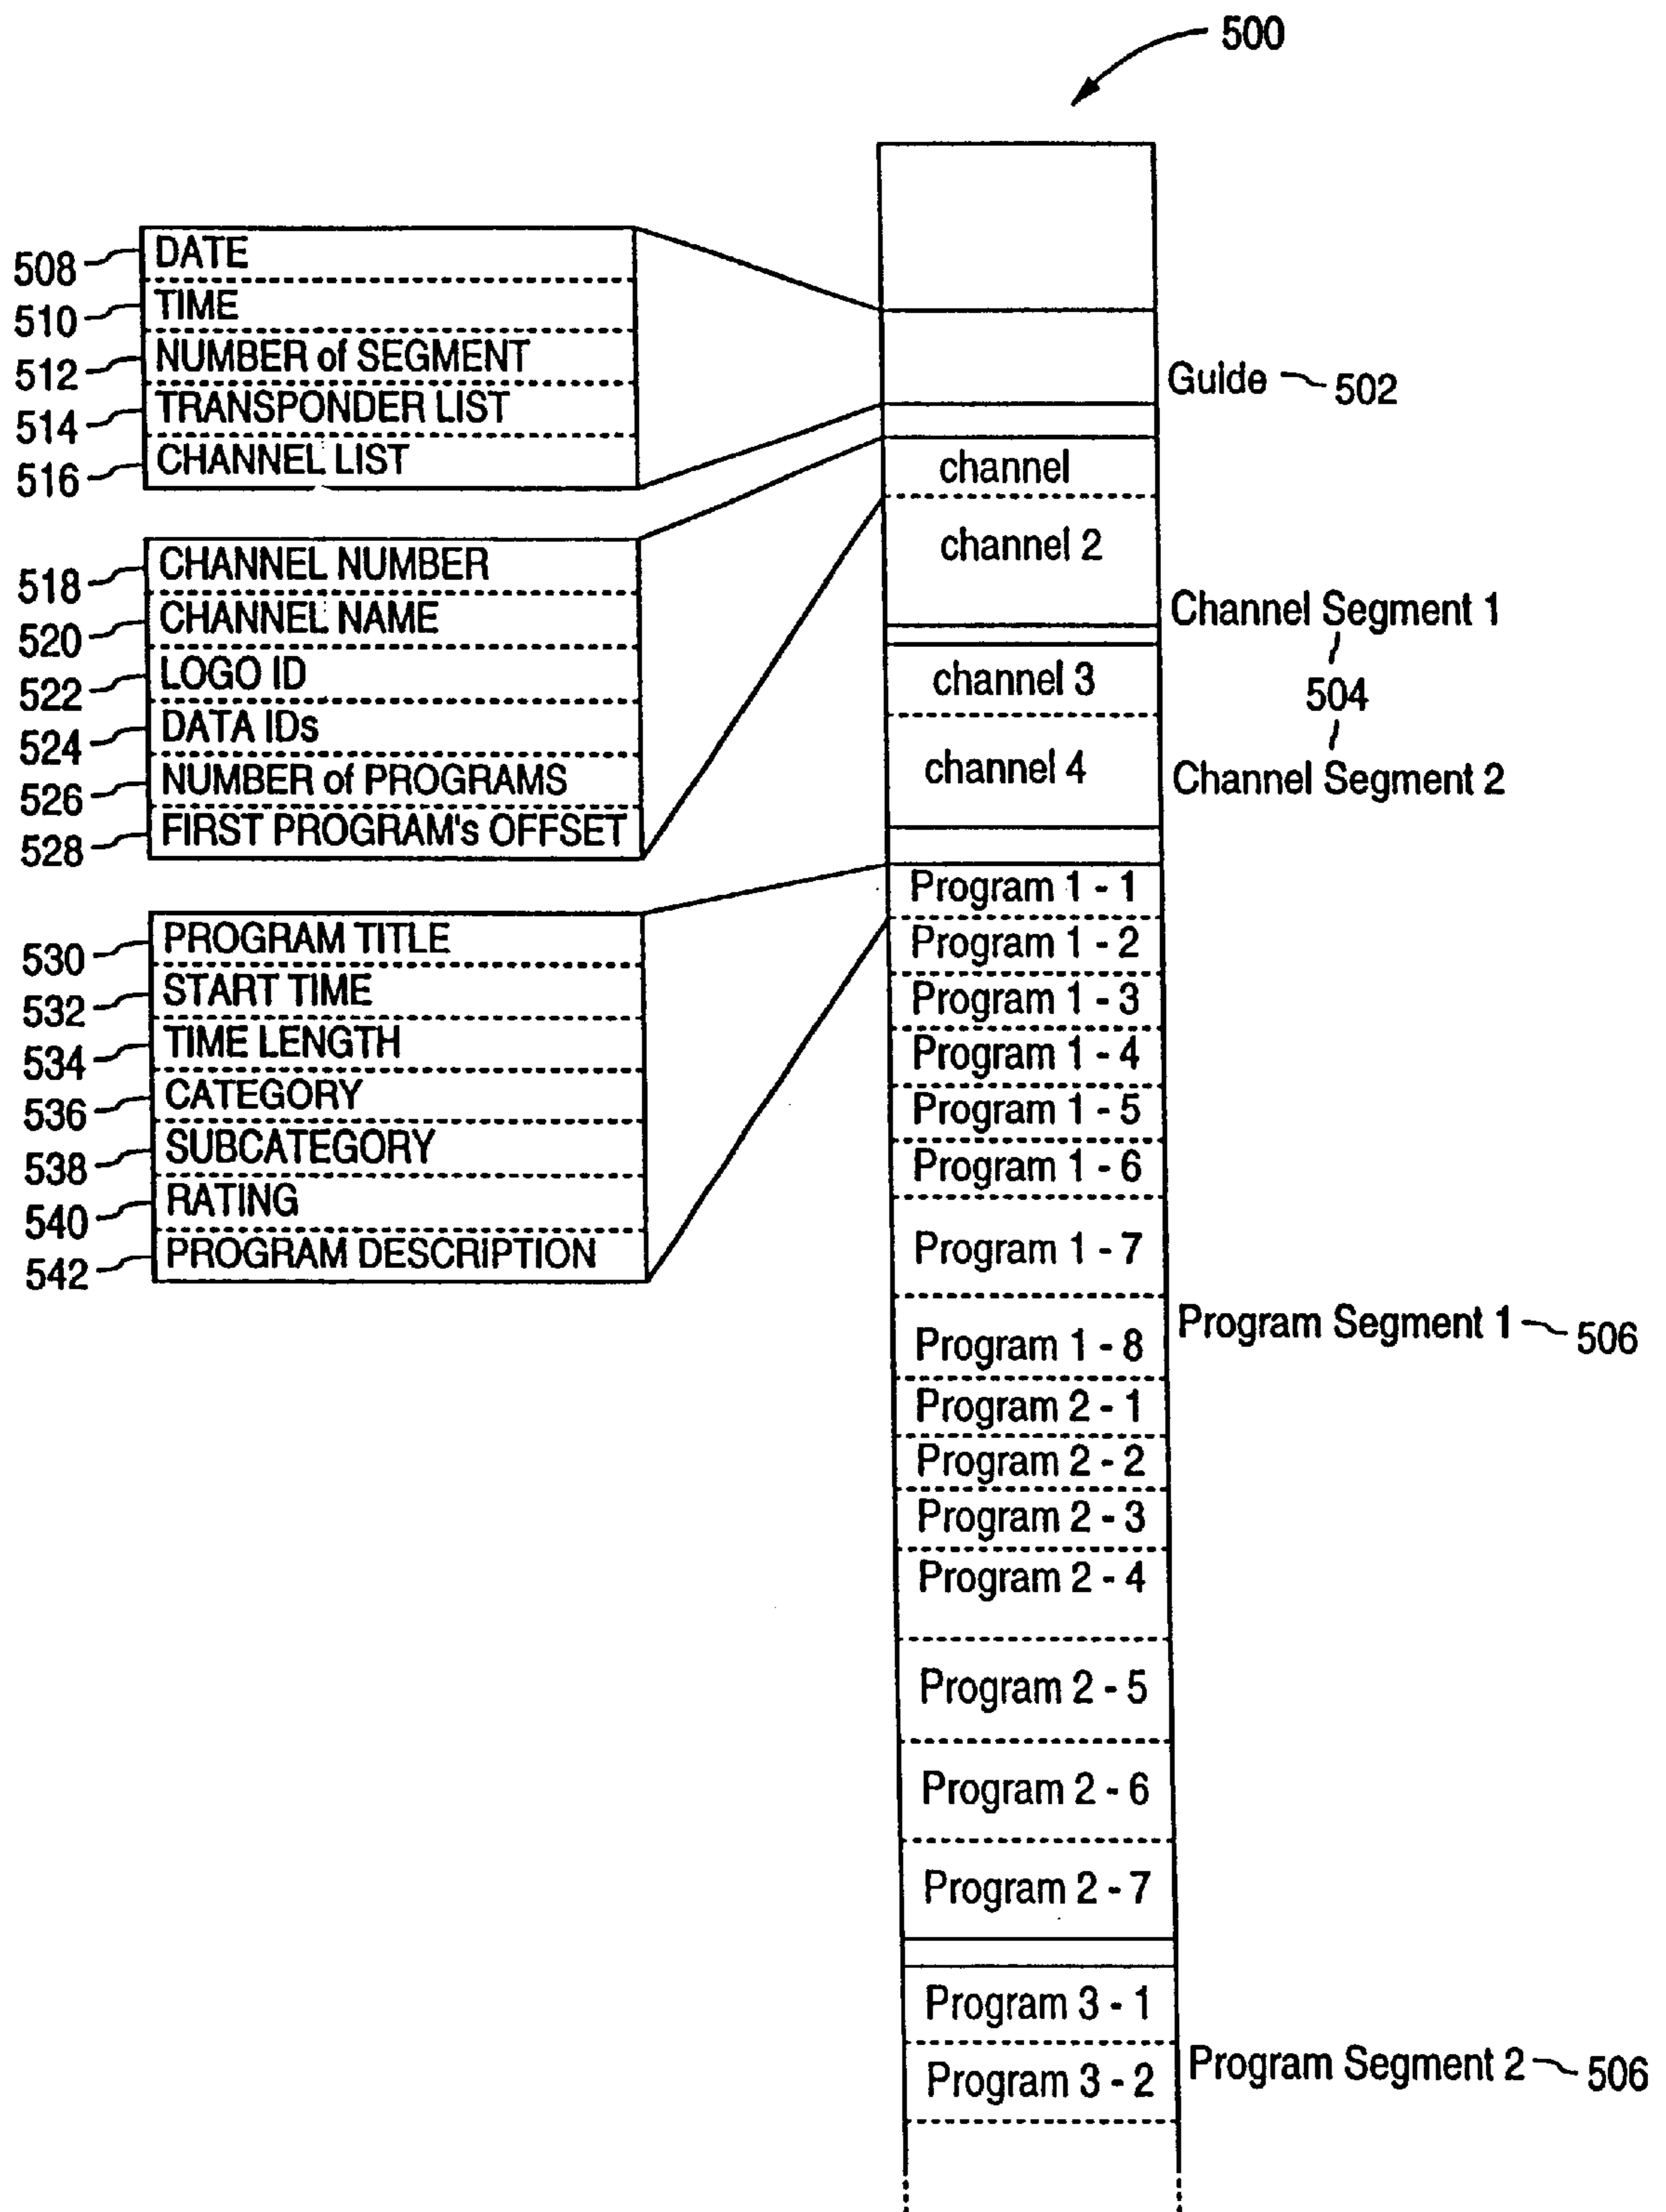 500
508 DATE
510 TIME
512 NUMBER of SEGMENT
514 TRANSPONDER LIST
516 CHANNEL LIST
Guide 502
518 CHANNEL NUMBER
520 CHANNEL NAME
522 LOGO ID
524 DATA IDs
526 NUMBER of PROGRAMS
528 FIRST PROGRAM's OFFSET
channel
channel 2
Channel Segment 1
channel 3
504
channel 4
Channel Segment 2
530 PROGRAM TITLE
532 START TIME
534 TIME LENGTH
536 CATEGORY
538 SUBCATEGORY
540 RATING
542 PROGRAM DESCRIPTION
Program 1 - 1
Program 1 - 2
Program 1 - 3
Program 1 - 4
Program 1 - 5
Program 1 - 6
Program 1 - 7
Program Segment 1 506
Program 1 - 8
Program 2 - 1
Program 2 - 2
Program 2 - 3
Program 2 - 4
Program 2 - 5
Program 2 - 6
Program 2 - 7
Program 3 - 1
Program Segment 2 506
Program 3 - 2